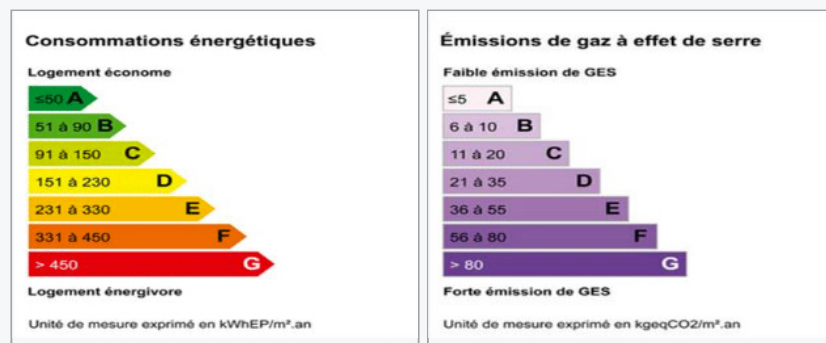 Consommations énergétiques
Logement économe
≤50 A
51 à 90 B
91 à 150 C
151 à 230 D
231 à 330 E
331 à 450 F
> 450 G
Logement énergivore
Unité de mesure exprimé en kWhEP/m².an
Émissions de gaz à effet de serre
Faible émission de GES
≤5 A
6 à 10 B
11 à 20 C
21 à 35 D
36 à 55 E
56 à 80 F
> 80 G
Forte émission de GES
Unité de mesure exprimé en kgeqCO2/m².an